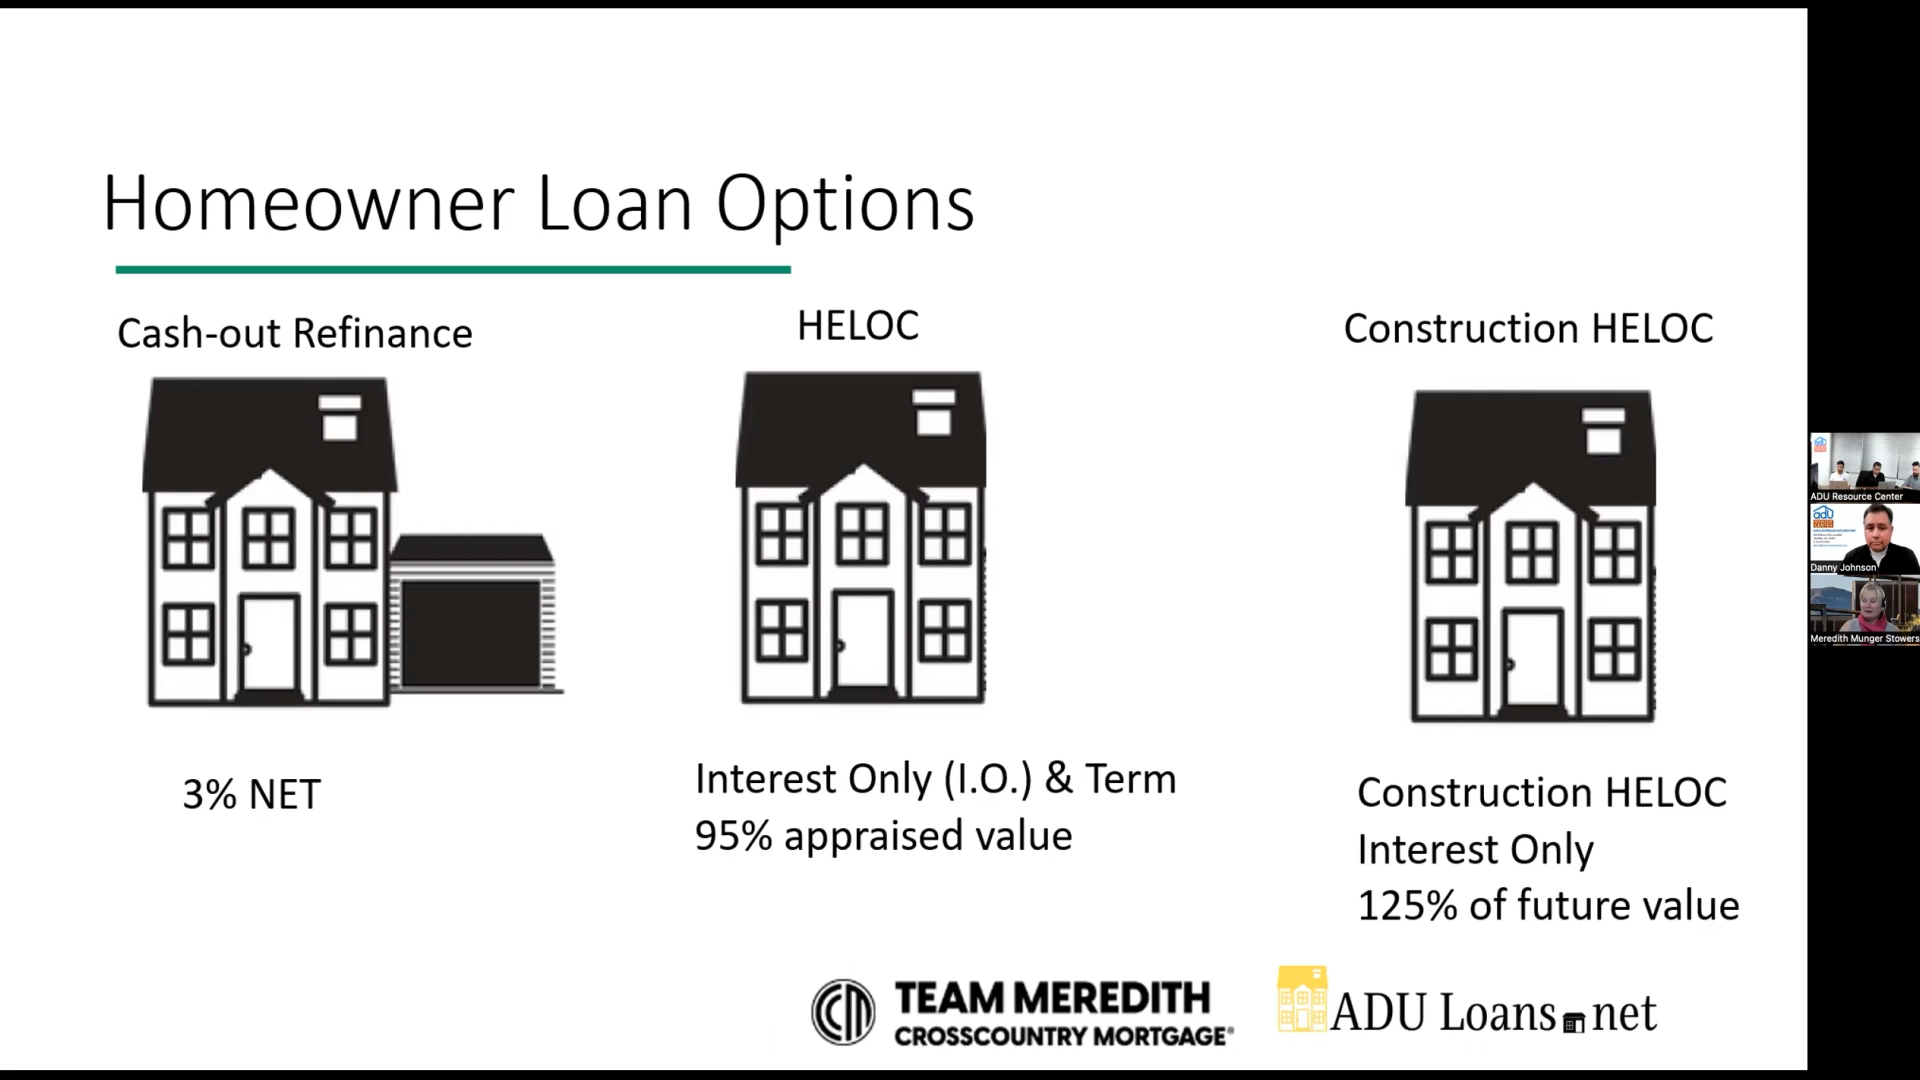 Homeowner Loan Options
Cash-out Refinance
HELOC
Construction HELOC
3% NET
Interest Only (I.O.) & Term
95% appraised value
Construction HELOC
Interest Only
125% of future value
TEAM MEREDITH
CROSSCOUNTRY MORTGAGE®
ADU Loans.net
ADU Resource Center
adu
Danny Johnson
Meredith Munger Stowers